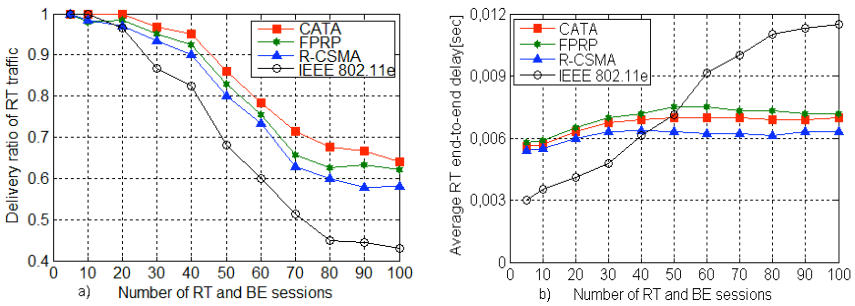 Delivery ratio of RT traffic
1
0.9
0.8
0.7
0.6
0.5
0.4
CATA
FPRP
R-CSMA
IEEE 802.11e
0 10 20 30 40 50 60 70 80 90 100
a) Number of RT and BE sessions
Average RT end-to-end delay[sec]
0,012
0,009
0,006
0,003
0,000
CATA
FPRP
R-CSMA
IEEE 802.11e
0 10 20 30 40 50 60 70 80 90 100
b) Number of RT and BE sessions